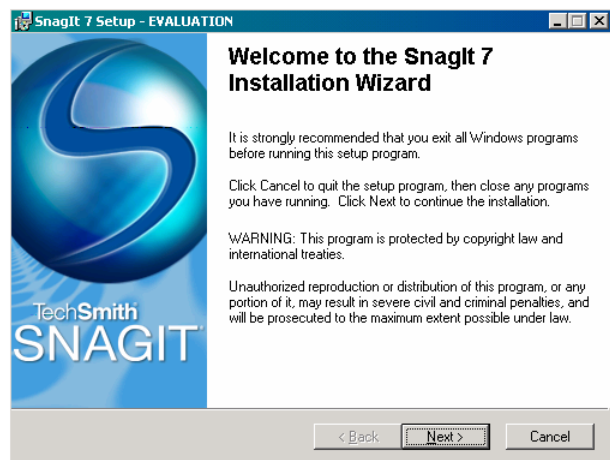 SnagIt 7 Setup - EVALUATION
Welcome to the SnagIt 7
Installation Wizard
It is strongly recommended that you exit all Windows programs
before running this setup program.
Click Cancel to quit the setup program, then close any programs
you have running. Click Next to continue the installation.
WARNING: This program is protected by copyright law and
international treaties.
Unauthorized reproduction or distribution of this program, or any
portion of it, may result in severe civil and criminal penalties, and
will be prosecuted to the maximum extent possible under law.
TechSmith
SNAGIT
< Back Next > Cancel